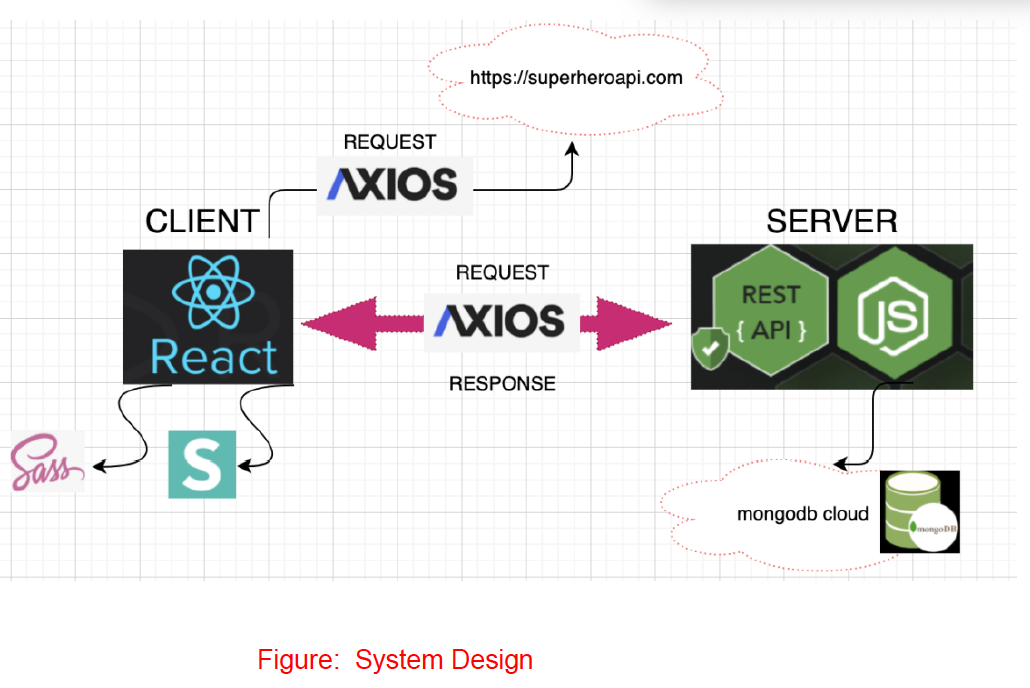 https://superheroapi.com
REQUEST
AXIOS
CLIENT
SERVER
React
REQUEST
AXIOS
RESPONSE
REST
{ API }
JS
Sass
S
mongodb cloud
mongoDB
Figure: System Design